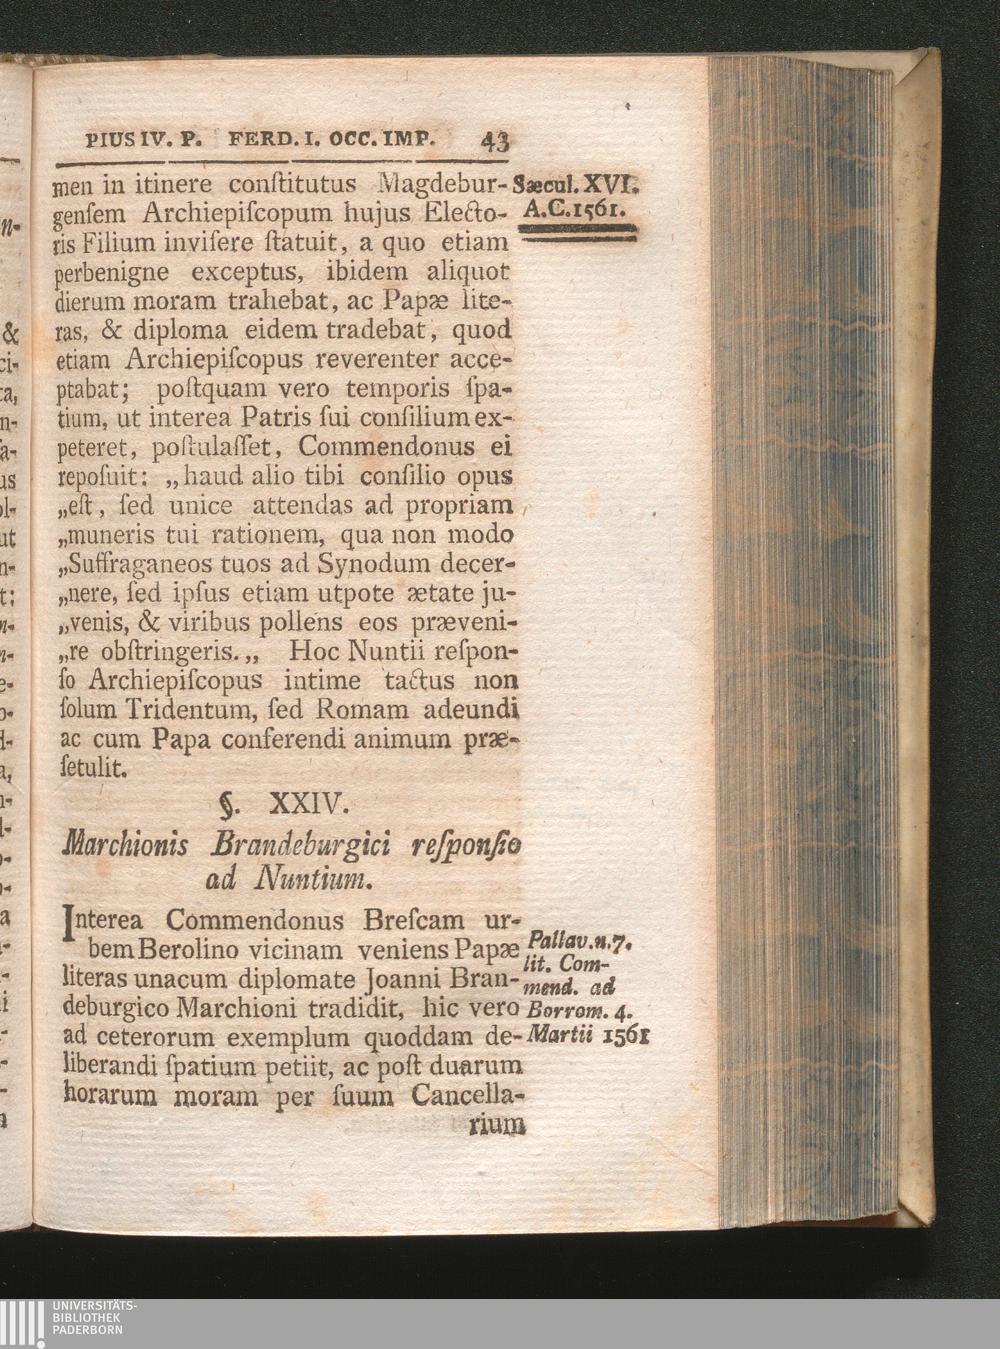 PIUS IV. P. FERD. I. OCC. IMP. 43
men in itinere conſtitutus Magdebur-
genſem Archiepiſcopum hujus Electo-
ris Filium inviſere ſtatuit, a quo etiam
perbenigne exceptus, ibidem aliquot
dierum moram trahebat, ac Papæ lite-
ras, & diploma eidem tradebat, quod
etiam Archiepiſcopus reverenter acce-
ptabat; poſtquam vero temporis ſpa-
tium, ut interea Patris ſui conſilium ex-
peteret, poſtulaſſet, Commendonus ei
repoſuit: „haud alio tibi conſilio opus
„eſt, ſed unice attendas ad propriam
„muneris tui rationem, qua non modo
„Suffraganeos tuos ad Synodum decer-
„nere, ſed ipſus etiam utpote ætate ju-
„venis, & viribus pollens eos præveni-
„re obſtringeris.„ Hoc Nuntii reſpon-
ſo Archiepiſcopus intime tactus non
ſolum Tridentum, ſed Romam adeundi
ac cum Papa conferendi animum præ-
ſetulit.
Sæcul. XVI.
A.C. 1561.
§. XXIV.
Marchionis Brandeburgici reſponſio
ad Nuntium.
Interea Commendonus Breſcam ur-
bem Berolino vicinam veniens Papæ
literas unacum diplomate Joanni Bran-
deburgico Marchioni tradidit, hic vero
ad ceterorum exemplum quoddam de-
liberandi ſpatium petiit, ac poſt duarum
horarum moram per ſuum Cancella-
rium
Pallav. n. 7.
lit. Com-
mend. ad
Borrom. 4.
Martii 1561
UNIVERSITÄTS-
BIBLIOTHEK
PADERBORN